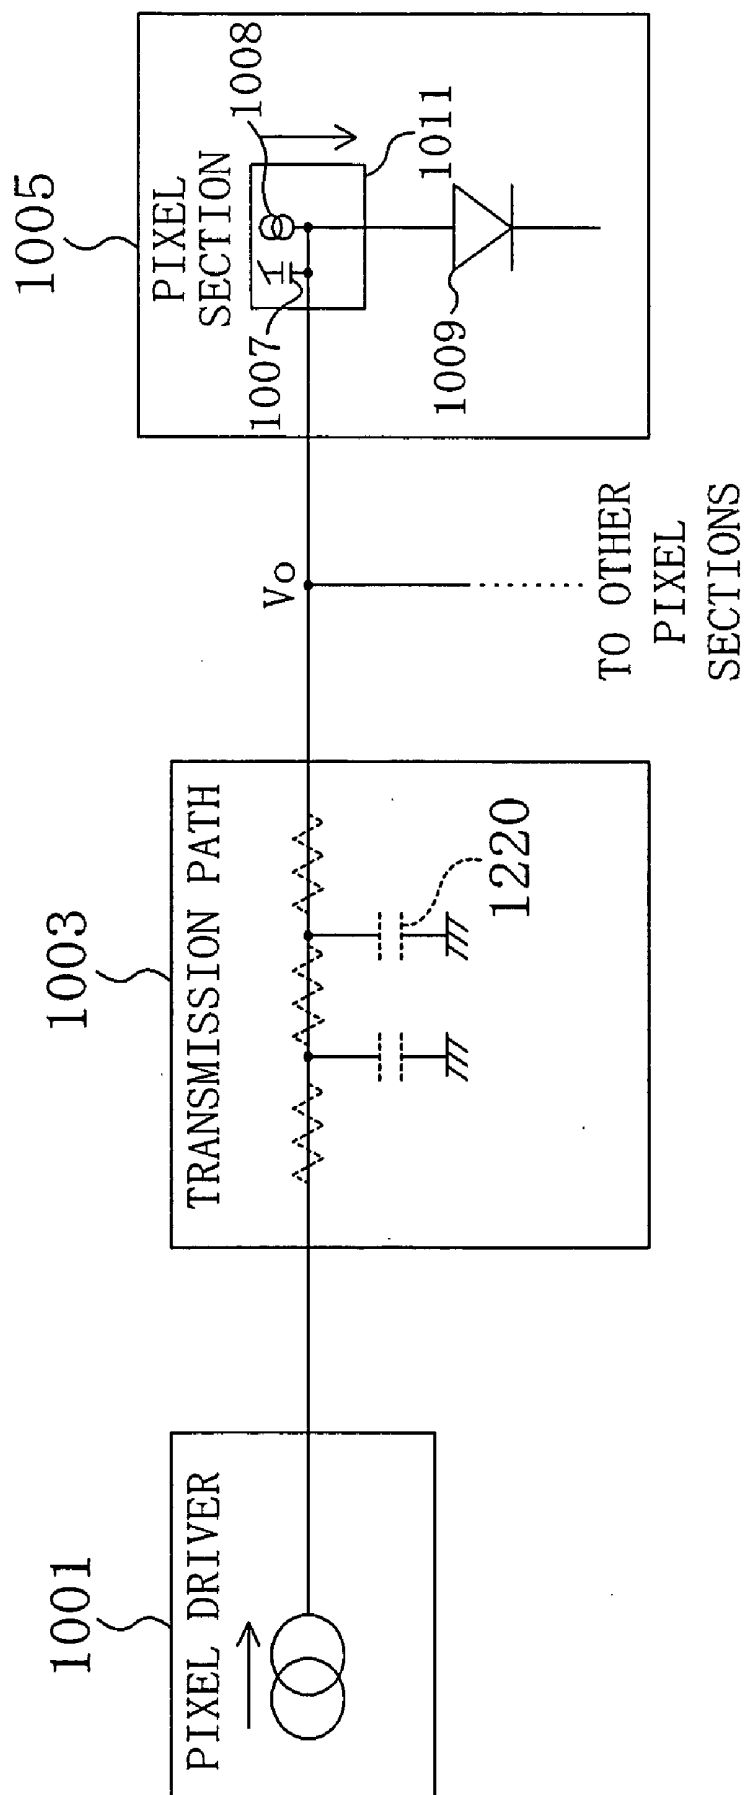 1001
PIXEL DRIVER
1003
TRANSMISSION PATH
1220
Vo
TO OTHER
PIXEL
SECTIONS
1005
PIXEL
SECTION
1007
1008
1009
1011